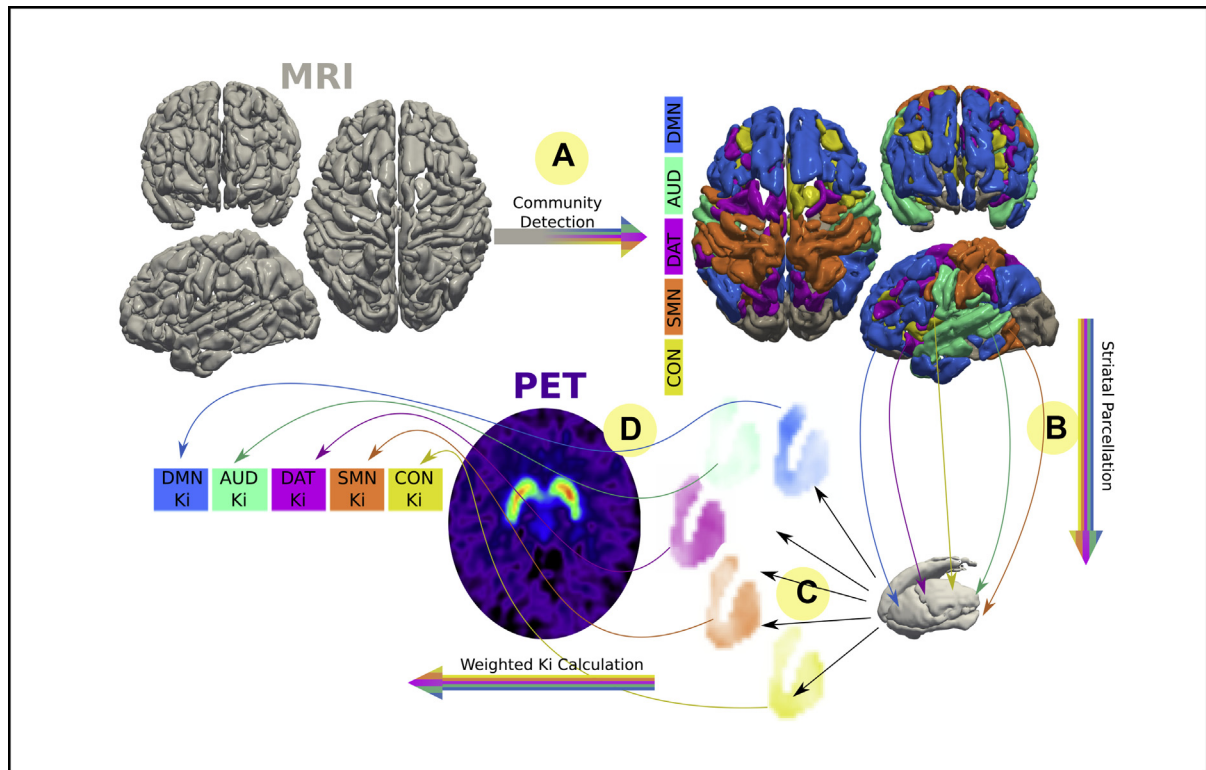 MRI
A
Community
Detection
DMN
AUD
DAT
SMN
CON
Striatal Parcellation
B
PET
D
DMN
Ki
AUD
Ki
DAT
Ki
SMN
Ki
CON
Ki
C
Weighted Ki Calculation